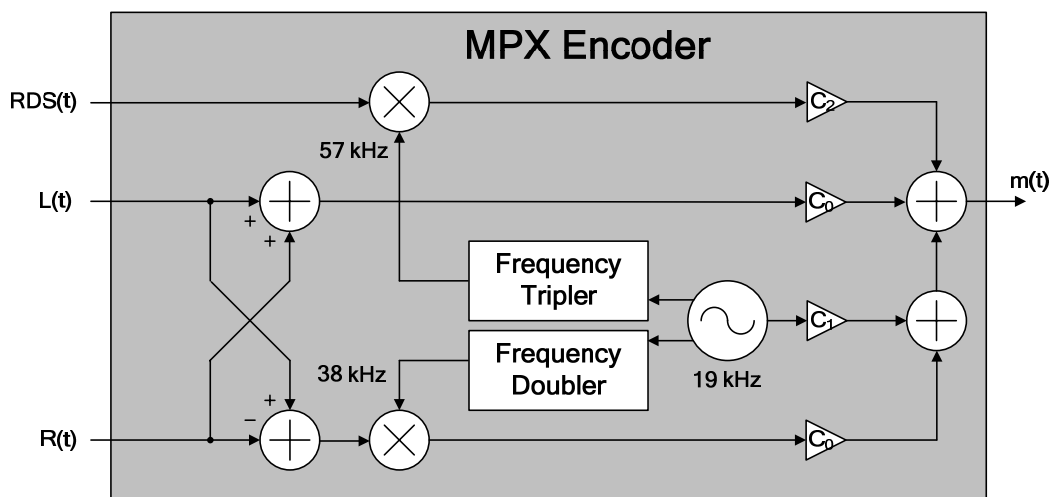 MPX Encoder
RDS(t)
C2
57 kHz
L(t)
+
+
C0
m(t)
Frequency
Tripler
C1
19 kHz
Frequency
Doubler
38 kHz
+
−
R(t)
C0